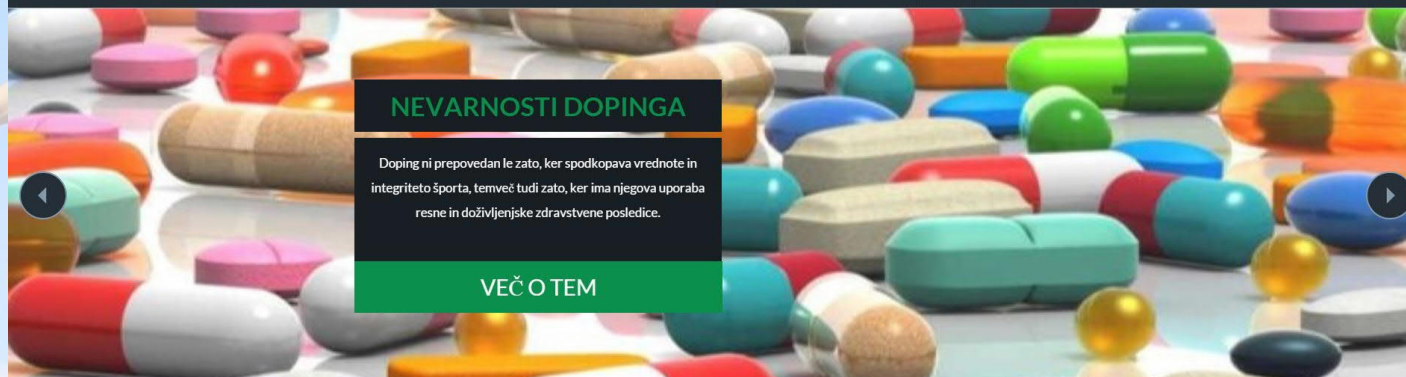 NEVARNOSTI DOPINGA
Doping ni prepovedan le zato, ker spodkopava vrednote in
integriteto športa, temveč tudi zato, ker ima njegova uporaba
resne in doživljenjske zdravstvene posledice.
VEČ O TEM